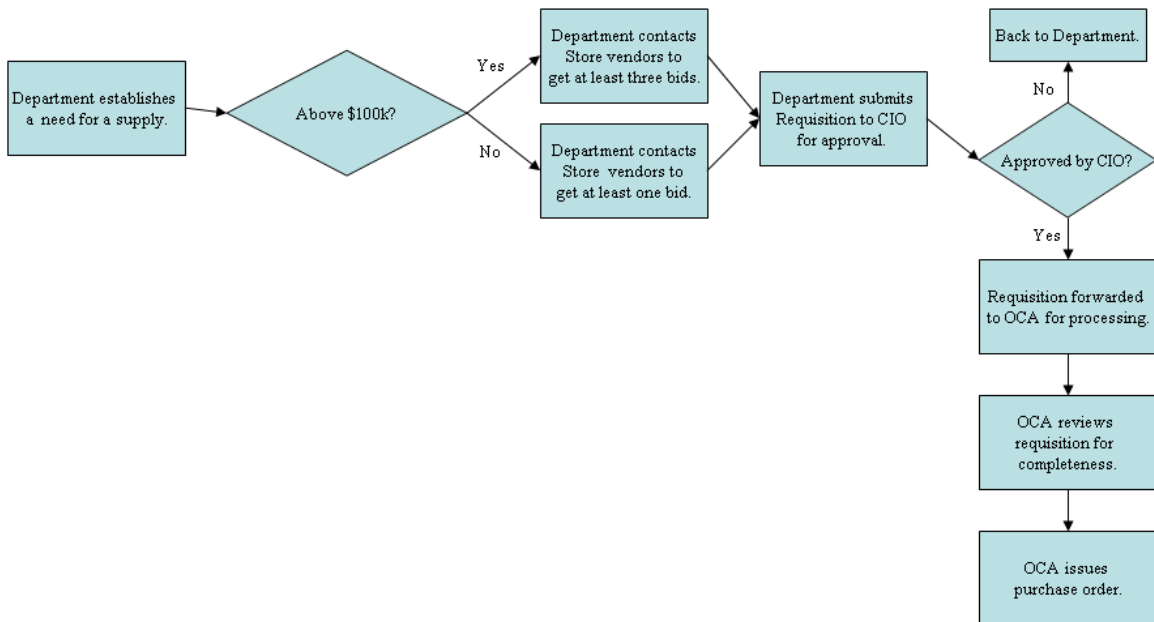 Department establishes
a need for a supply.
Above $100k?
Yes
No
Department contacts
Store vendors to
get at least three bids.
Department contacts
Store vendors to
get at least one bid.
Department submits
Requisition to CIO
for approval.
Back to Department.
No
Approved by CIO?
Yes
Requisition forwarded
to OCA for processing.
OCA reviews
requisition for
completeness.
OCA issues
purchase order.